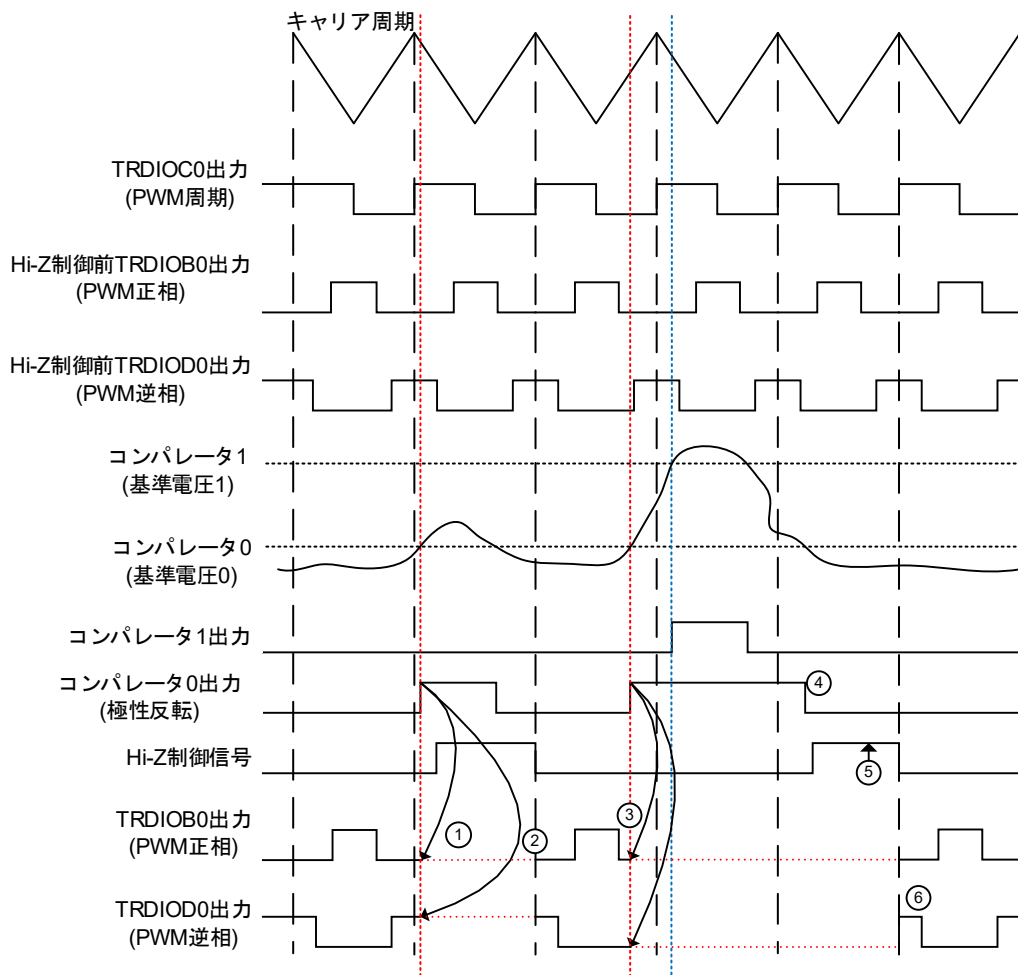 キャリア周期
TRDIOC0出力
(PWM周期)
Hi-Z制御前TRDIOB0出力
(PWM正相)
Hi-Z制御前TRDIOD0出力
(PWM逆相)
コンパレータ1
(基準電圧1)
コンパレータ0
(基準電圧0)
コンパレータ1出力
コンパレータ0出力
(極性反転)
④
Hi-Z制御信号
⑤
TRDIOB0出力
(PWM正相)
①
②
③
TRDIOD0出力
(PWM逆相)
⑥